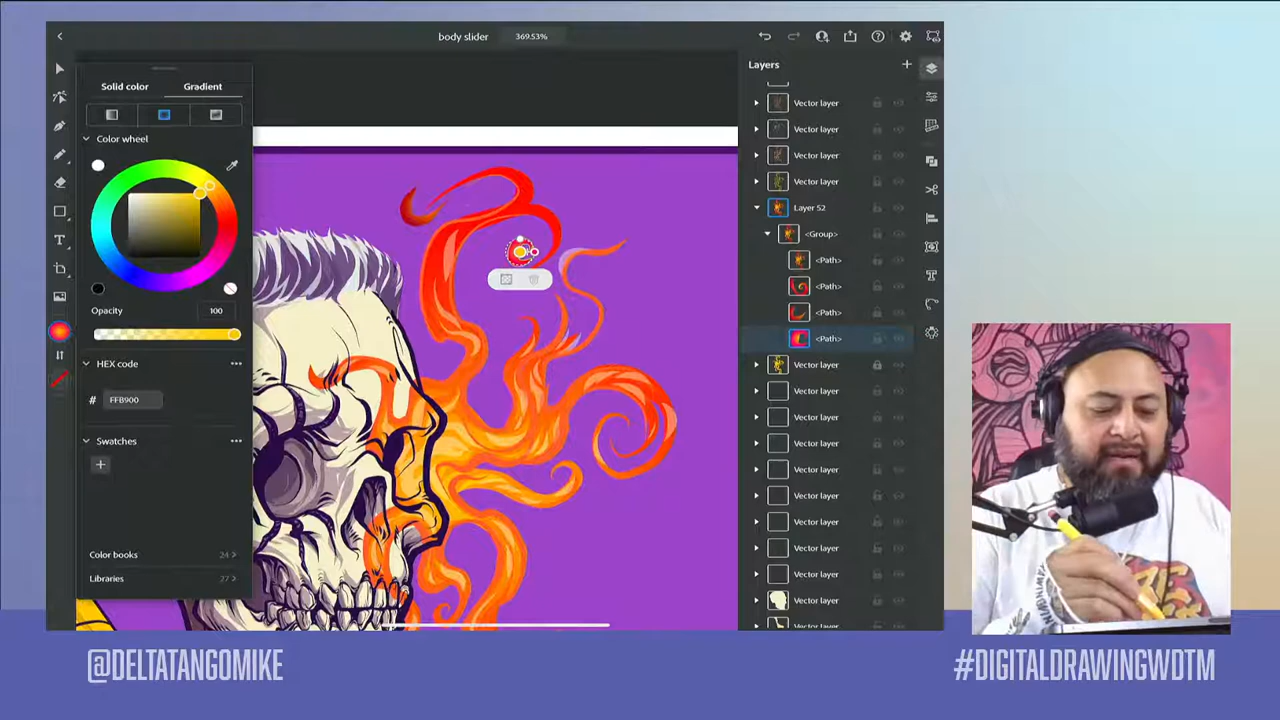 body slider
369.53%
Solid color
Gradient
Color wheel
Opacity
100
HEX code
# FFB900
Swatches
Color books
24
Libraries
27
Layers
Vector layer
Vector layer
Vector layer
Vector layer
Layer 52
<Group>
<Path>
<Path>
<Path>
<Path>
Vector layer
Vector layer
Vector layer
Vector layer
Vector layer
Vector layer
Vector layer
Vector layer
Vector layer
Vector layer
Vector layer
@DELTATANGOMIKE
#DIGITALDRAWINGWDTM